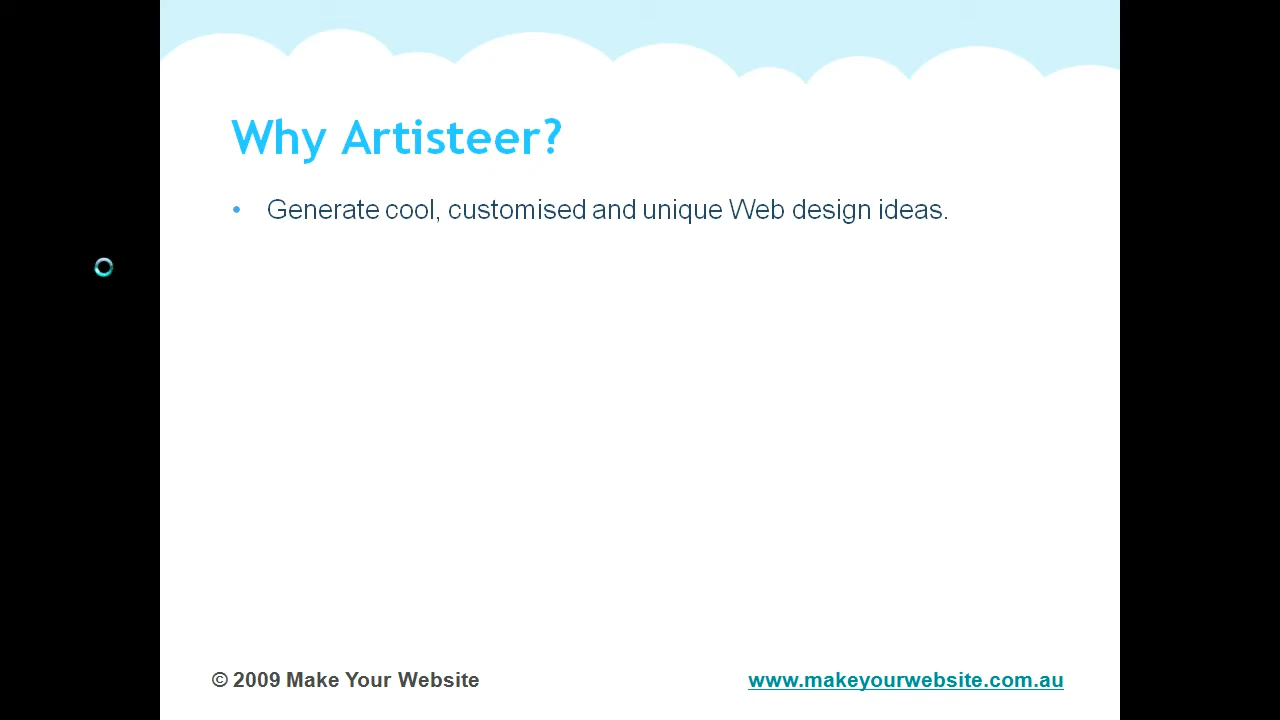 Why Artisteer?
• Generate cool, customised and unique Web design ideas.
© 2009 Make Your Website
www.makeyourwebsite.com.au